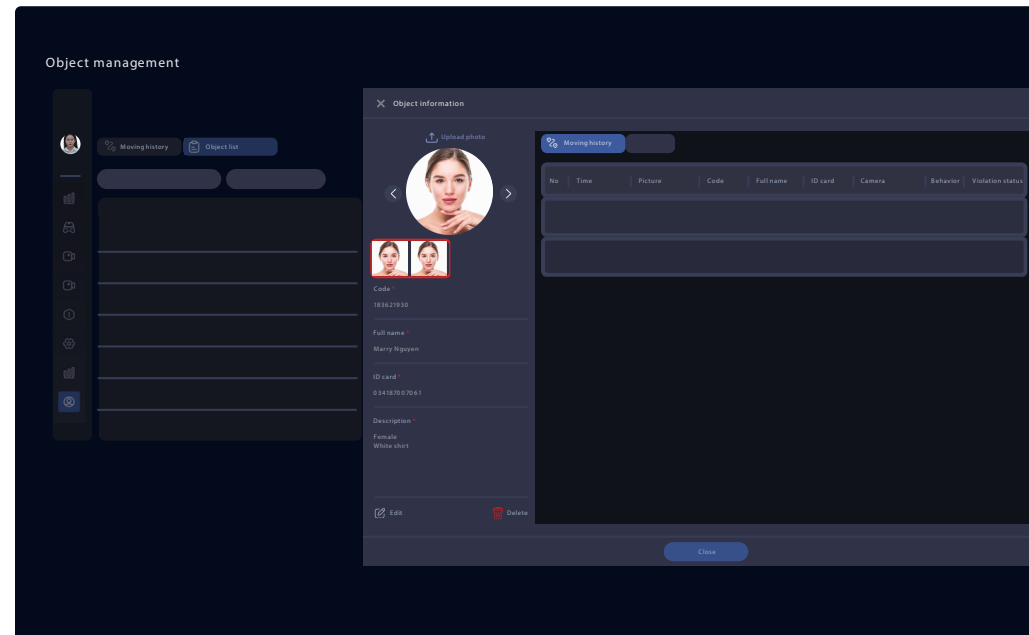 Object management
Object information
Upload photo
Moving history
Object list
Moving history
No
Time
Picture
Code
Full name
ID card
Camera
Behavior
Violation status
Code *
183621930
Full name *
Marry Nguyen
ID card *
034187007061
Description *
Female
White shirt
Edit
Delete
Close